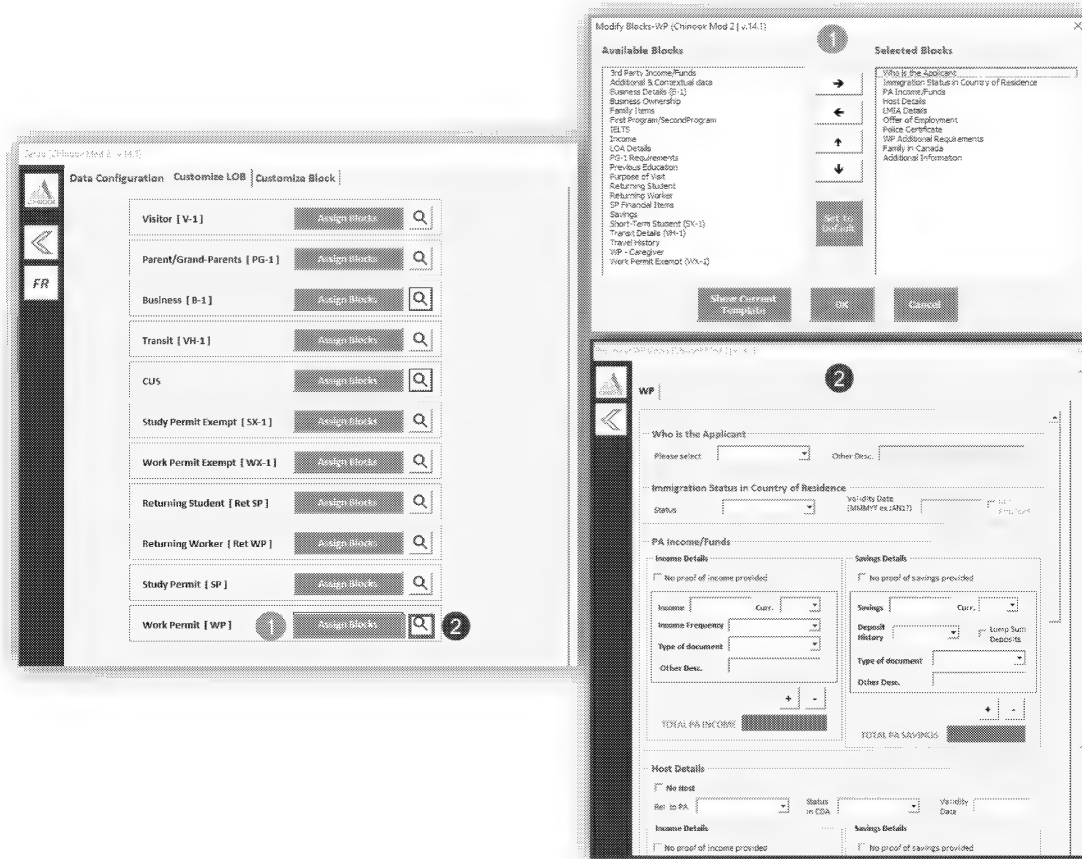 Setup (Chinook Mod 2 | v.14.1)
CHINOOK
FR
Data Configuration
Customize LOB
Customize Block
Visitor [ V-1 ]
Assign Blocks
Parent/Grand-Parents [ PG-1 ]
Assign Blocks
Business [ B-1 ]
Assign Blocks
Transit [ VH-1 ]
Assign Blocks
CUS
Assign Blocks
Study Permit Exempt [ SX-1 ]
Assign Blocks
Work Permit Exempt [ WX-1 ]
Assign Blocks
Returning Student [ Ret SP ]
Assign Blocks
Returning Worker [ Ret WP ]
Assign Blocks
Study Permit [ SP ]
Assign Blocks
Work Permit [ WP ]
1
Assign Blocks
2
Modify Blocks-WP (Chinook Mod 2 | v.14.1)
1
Available Blocks
3rd Party Income/Funds
Additional & Contextual data
Business Details (B-1)
Business Ownership
Family Items
First Program/SecondProgram
IELTS
Income
LOA Details
PG-1 Requirements
Previous Education
Purpose of Visit
Returning Student
Returning Worker
SP Financial Items
Savings
Short-Term Student (SX-1)
Transit Details (VH-1)
Travel History
WP - Caregiver
Work Permit Exempt (WX-1)
Set to
Default
Selected Blocks
Who is the Applicant
Immigration Status in Country of Residence
PA Income/Funds
Host Details
LMIA Details
Offer of Employment
Police Certificate
WP Additional Requirements
Family in Canada
Additional Information
Show Current
Template
OK
Cancel
2
WP
Who is the Applicant
Please select
Other Desc.
Immigration Status in Country of Residence
Status
Validity Date
(MMMYY ex:JAN17)
PA Income/Funds
Income Details
No proof of income provided
Income
Curr.
Income Frequency
Type of document
Other Desc.
+ -
TOTAL PA INCOME
Savings Details
No proof of savings provided
Savings
Curr.
Deposit
History
Lump Sum
Deposits
Type of document
Other Desc.
+ -
TOTAL PA SAVINGS
Host Details
No Host
Rel. to PA
Status
in CDA
Validity
Date
Income Details
No proof of income provided
Savings Details
No proof of savings provided